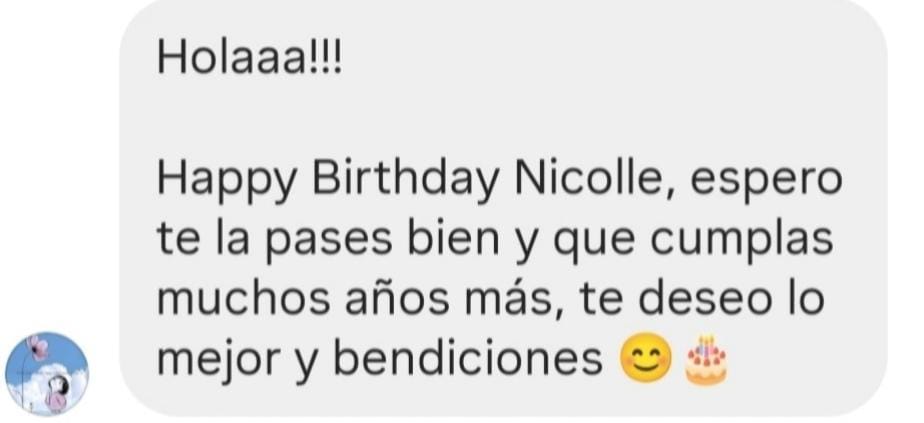 Holaaa!!!
Happy Birthday Nicolle, espero
te la pases bien y que cumplas
muchos años más, te deseo lo
mejor y bendiciones 😊🎂